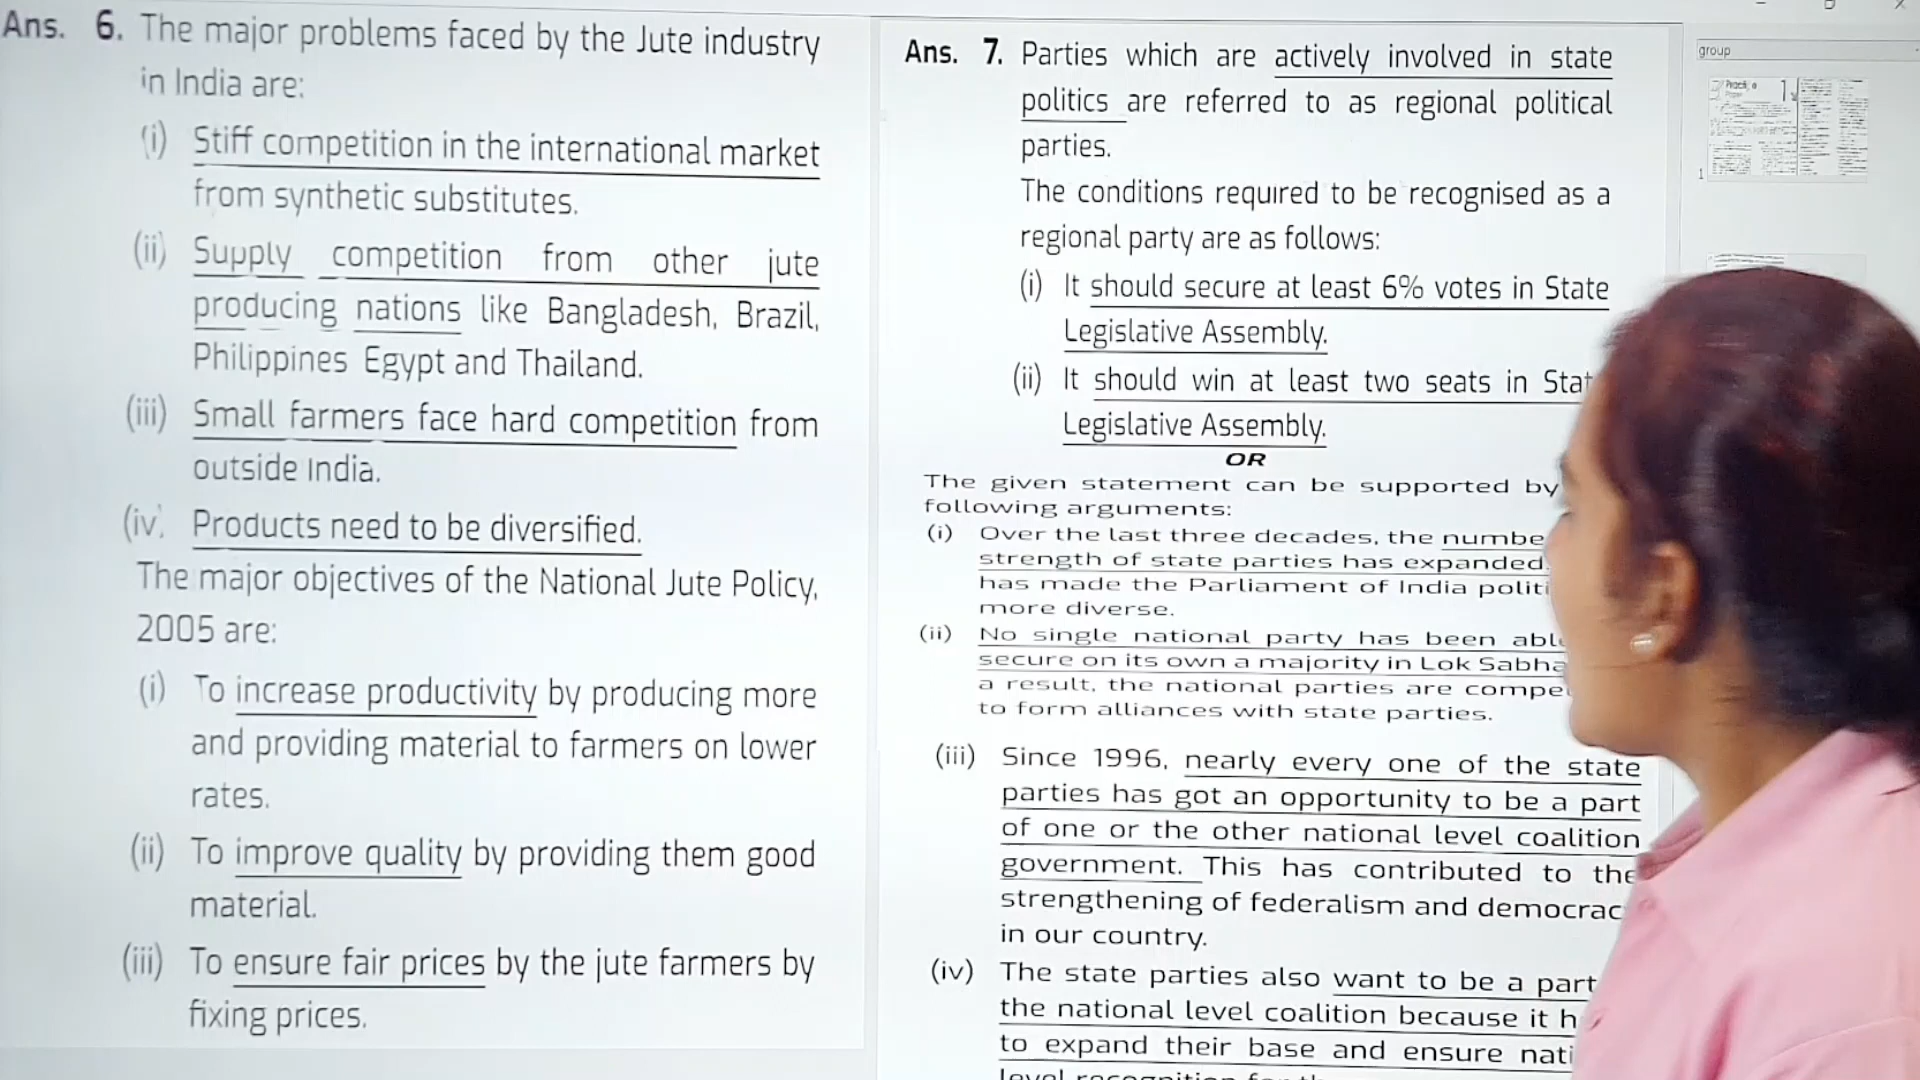 Ans. 6. The major problems faced by the Jute industry
in India are:
(i) Stiff competition in the international market
from synthetic substitutes.
(ii) Supply competition from other jute
producing nations like Bangladesh, Brazil,
Philippines Egypt and Thailand.
(iii) Small farmers face hard competition from
outside India.
(iv) Products need to be diversified.
The major objectives of the National Jute Policy,
2005 are:
(i) To increase productivity by producing more
and providing material to farmers on lower
rates.
(ii) To improve quality by providing them good
material.
(iii) To ensure fair prices by the jute farmers by
fixing prices.
Ans. 7. Parties which are actively involved in state
politics are referred to as regional political
parties.
The conditions required to be recognised as a
regional party are as follows:
(i) It should secure at least 6% votes in State
Legislative Assembly.
(ii) It should win at least two seats in Stat
Legislative Assembly.
OR
The given statement can be supported by
following arguments:
(i) Over the last three decades, the numbe
strength of state parties has expanded.
has made the Parliament of India politi
more diverse.
(ii) No single national party has been abl
secure on its own a majority in Lok Sabha
a result, the national parties are compe
to form alliances with state parties.
(iii) Since 1996, nearly every one of the state
parties has got an opportunity to be a part
of one or the other national level coalition
government. This has contributed to the
strengthening of federalism and democrac
in our country.
(iv) The state parties also want to be a part
the national level coalition because it h
to expand their base and ensure nati
group
1